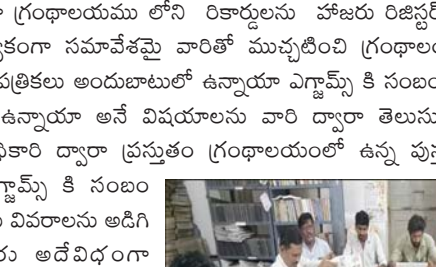 గ్రంథాలయము లోని రికార్డులను హాజరు రిజిస్టర్
సమావేశమై వారితో ముచ్చటించి
పత్రికలు అందుబాటులో ఉన్నాయా ఎగ్జామ్స్ కి సంబం
ఉన్నాయా అనే విషయాలను వారి ద్వారా తెలుసు
ద్వారా ప్రస్తుతం గ్రంథాలయంలో ఉన్న పుస్త
కి సంబం
వివరాలను అడిగి
అదేవిధంగా